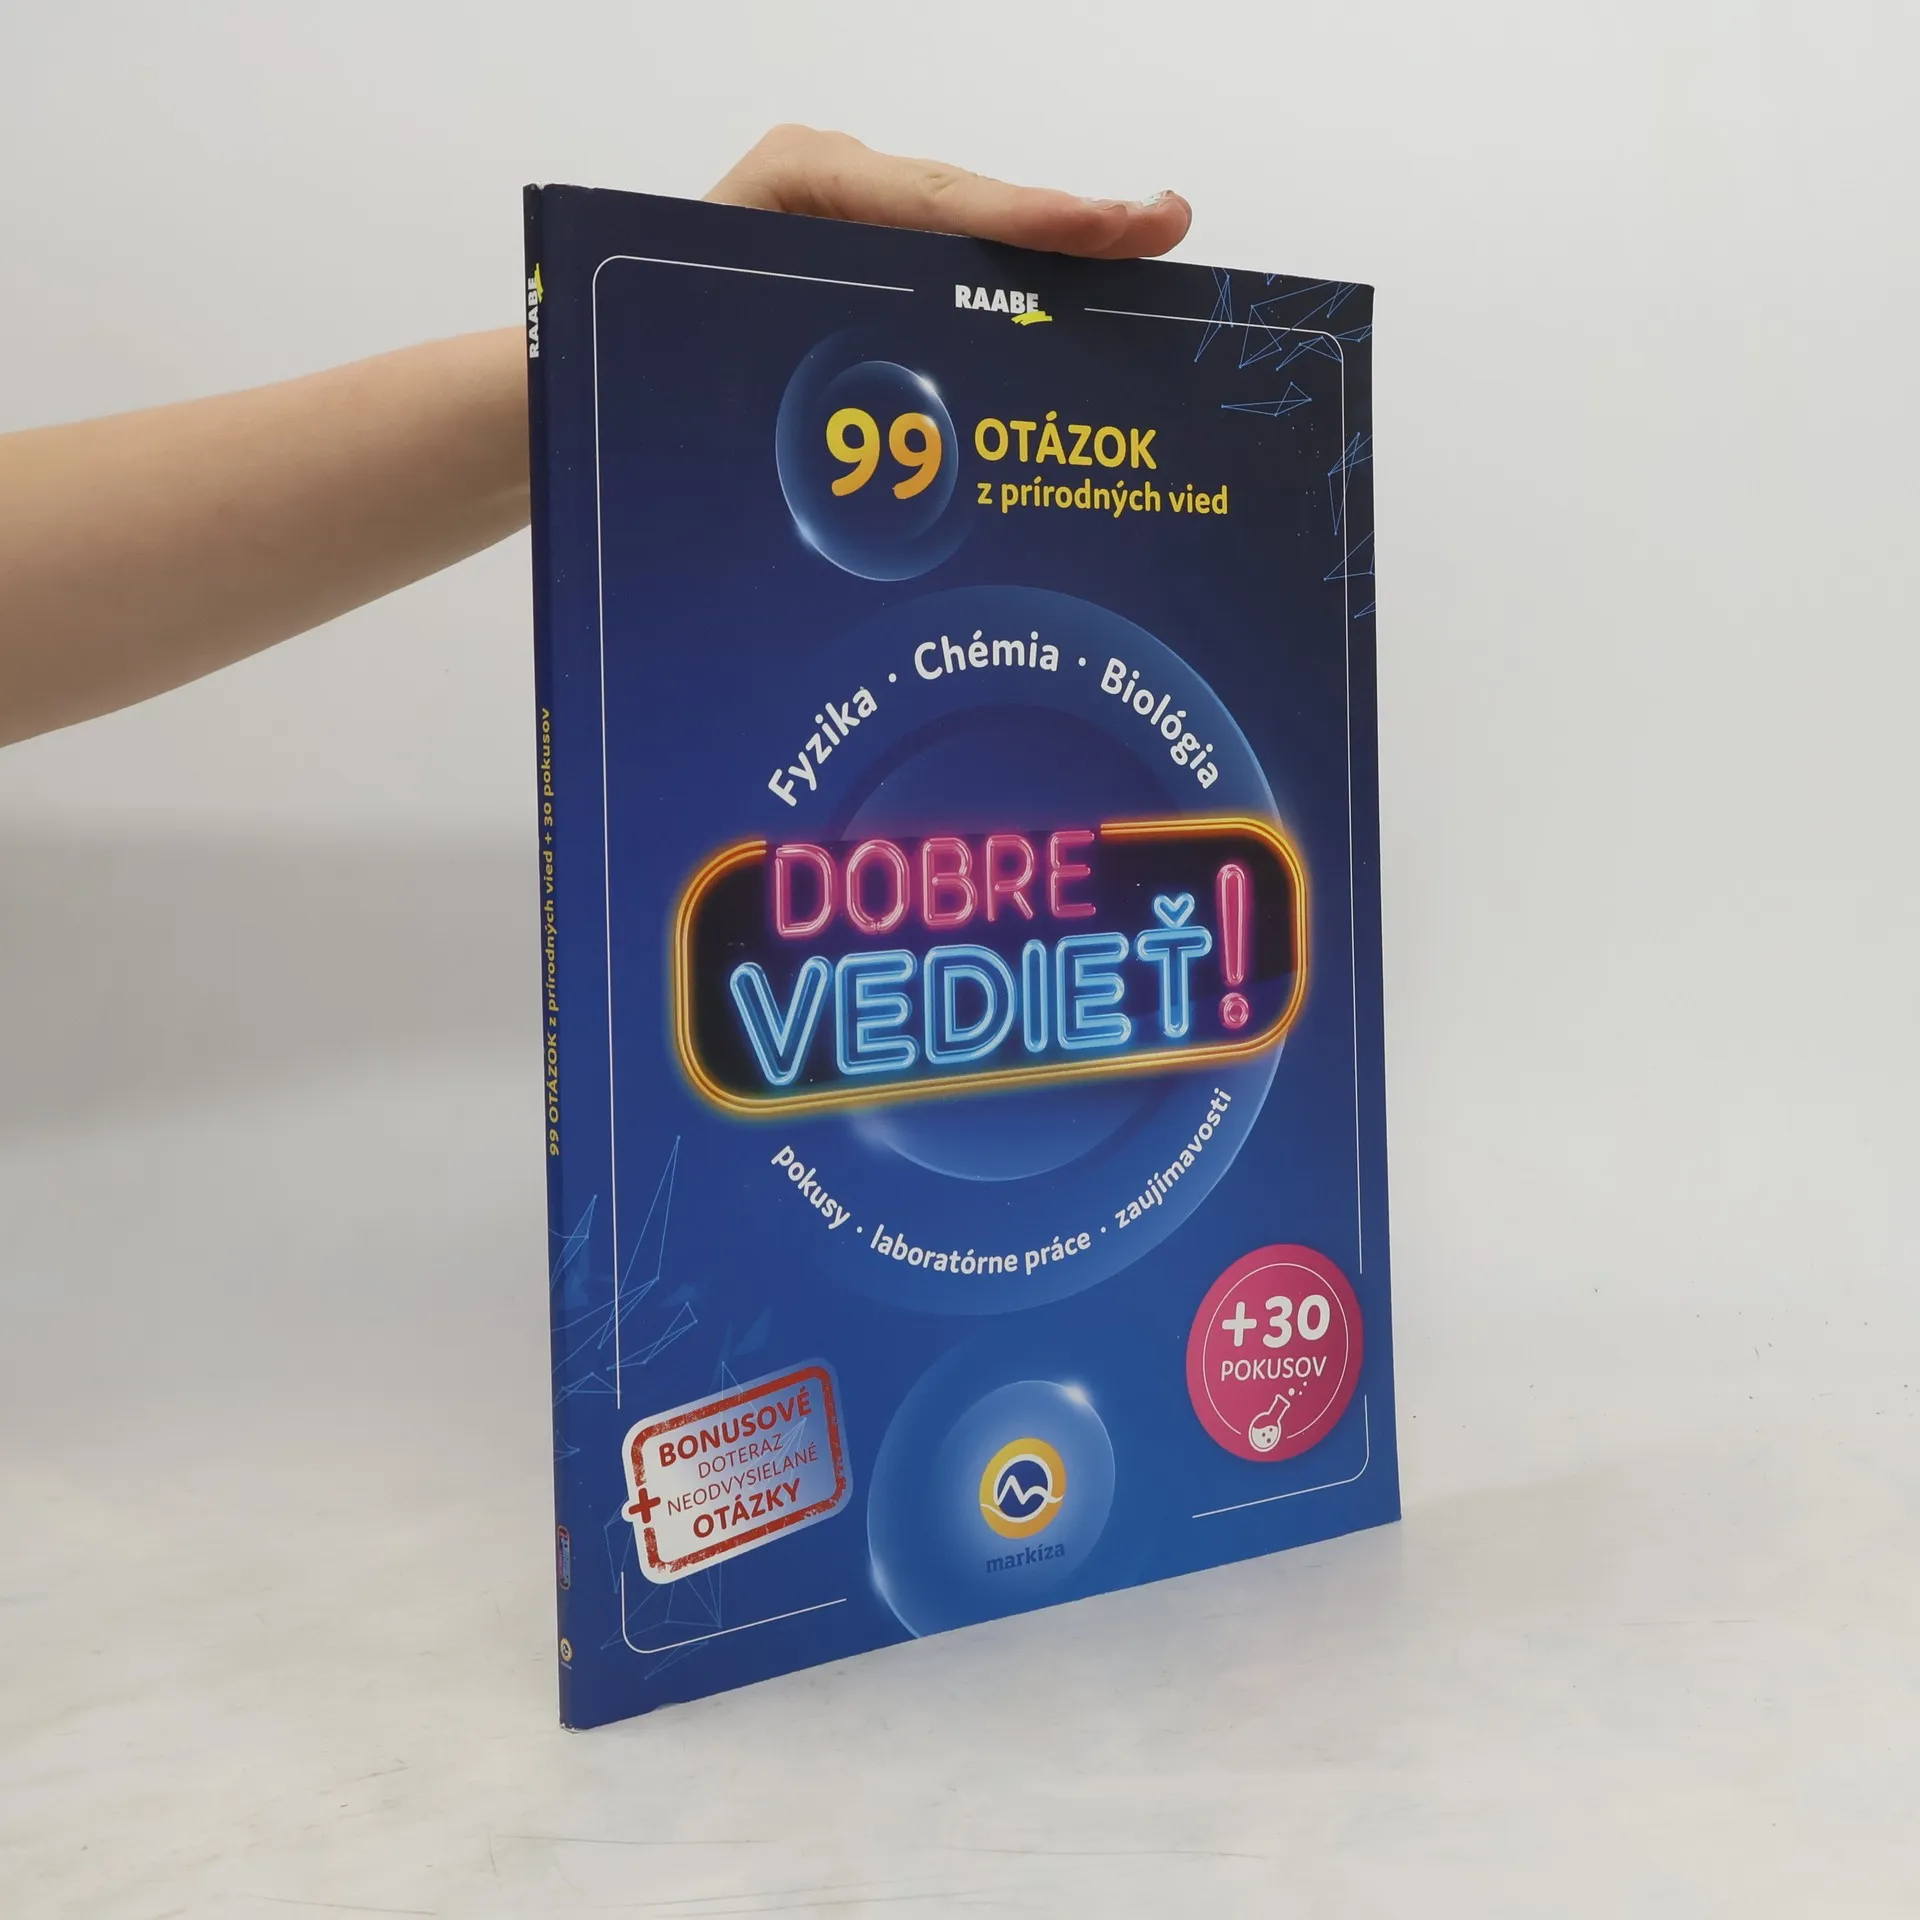 RAABE
99 OTÁZOK
z prírodných vied
Fyzika · Chémia · Biológia
DOBRE
VEDIEŤ!
pokusy · laboratórne práce · zaujímavosti
+30
POKUSOV
BONUSOVÉ
DOTERAZ
+ NEODVYSIELANÉ
OTÁZKY
markíza
RAABE
99 OTÁZOK z prírodných vied + 30 pokusov